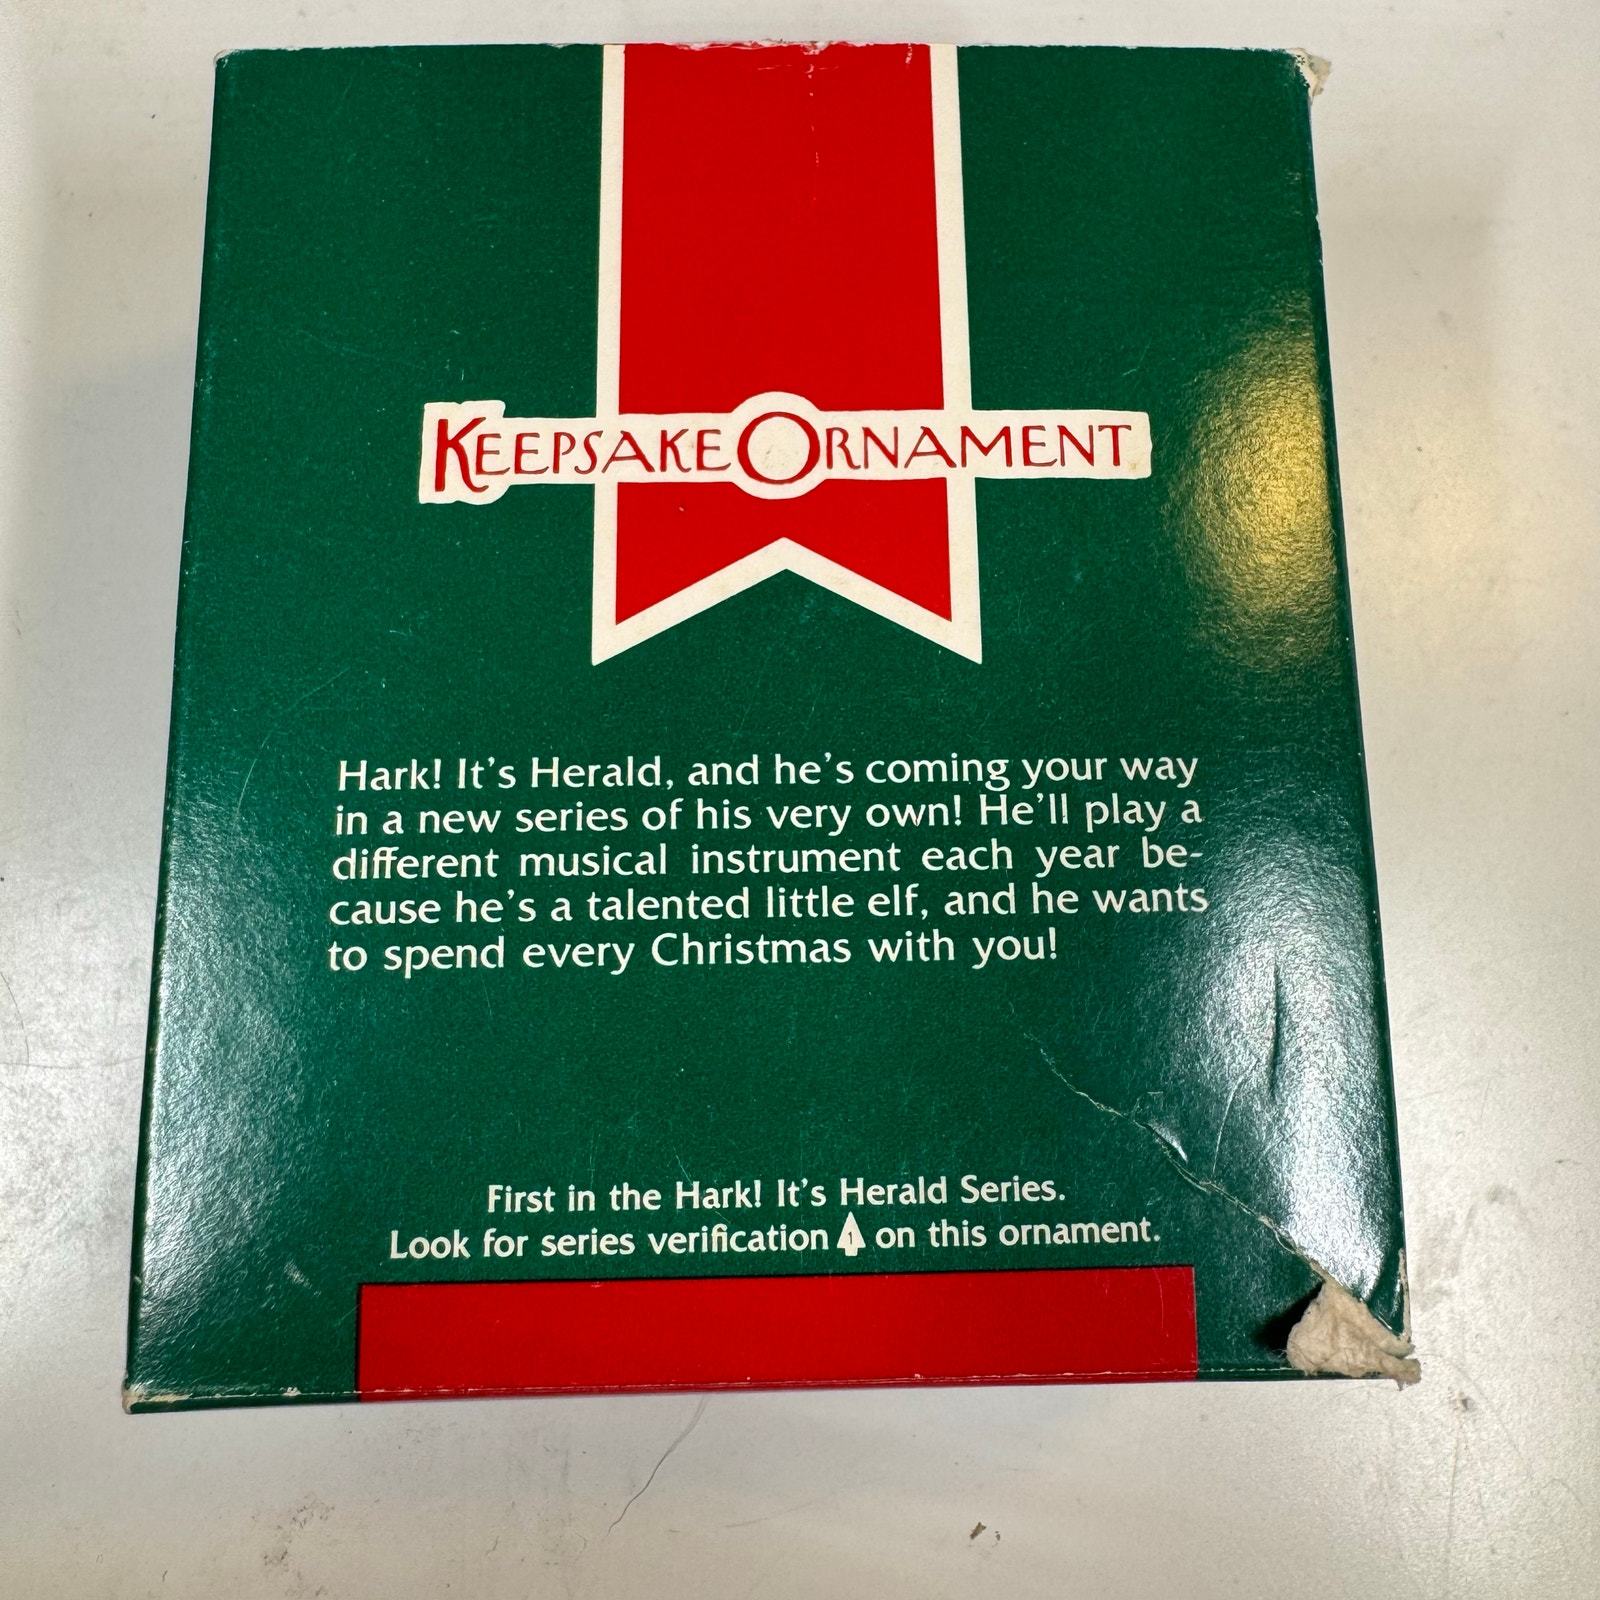 KEEPSAKE ORNAMENT
Hark! It's Herald, and he's coming your way
in a new series of his very own! He'll play a
different musical instrument each year be-
cause he's a talented little elf, and he wants
to spend every Christmas with you!
First in the Hark! It's Herald Series.
Look for series verification 1 on this ornament.